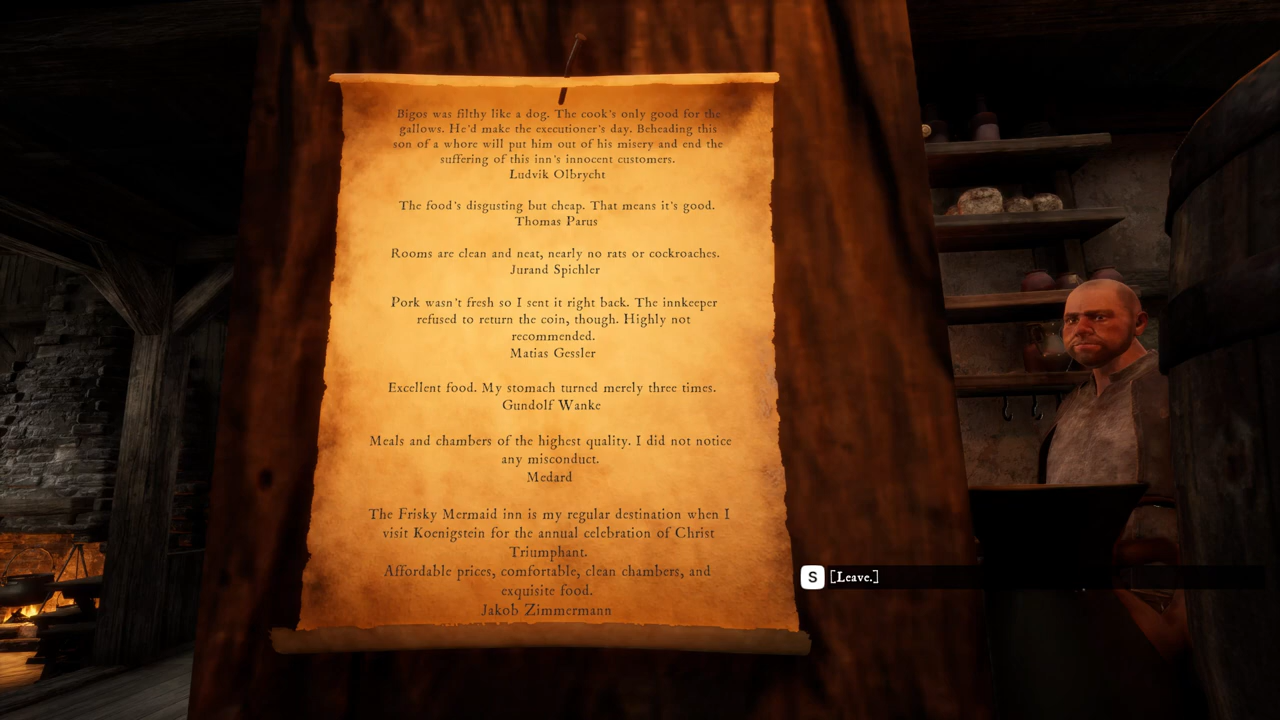 Bigos was filthy like a dog. The cook's only good for the
gallows. He'd make the executioner's day. Beheading this
son of a whore will put him out of his misery and end the
suffering of this inn's innocent customers.
Ludvik Olbrycht
The food's disgusting but cheap. That means it's good.
Thomas Parus
Rooms are clean and neat, nearly no rats or cockroaches.
Jurand Spichler
Pork wasn't fresh so I sent it right back. The innkeeper
refused to return the coin, though. Highly not
recommended.
Matias Gessler
Excellent food. My stomach turned merely three times.
Gundolf Wanke
Meals and chambers of the highest quality. I did not notice
any misconduct.
Medard
The Frisky Mermaid inn is my regular destination when I
visit Koenigstein for the annual celebration of Christ
Triumphant.
Affordable prices, comfortable, clean chambers, and
exquisite food.
Jakob Zimmermann
S [Leave.]